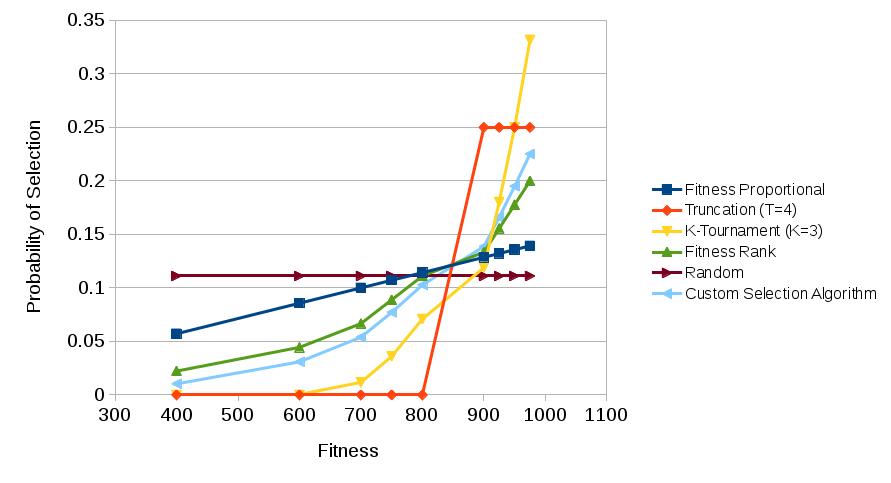 0.35
0.3
0.25
0.2
0.15
0.1
0.05
0
300 400 500 600 700 800 900 1000 1100
Probability of Selection
Fitness
Fitness Proportional
Truncation (T=4)
K-Tournament (K=3)
Fitness Rank
Random
Custom Selection Algorithm